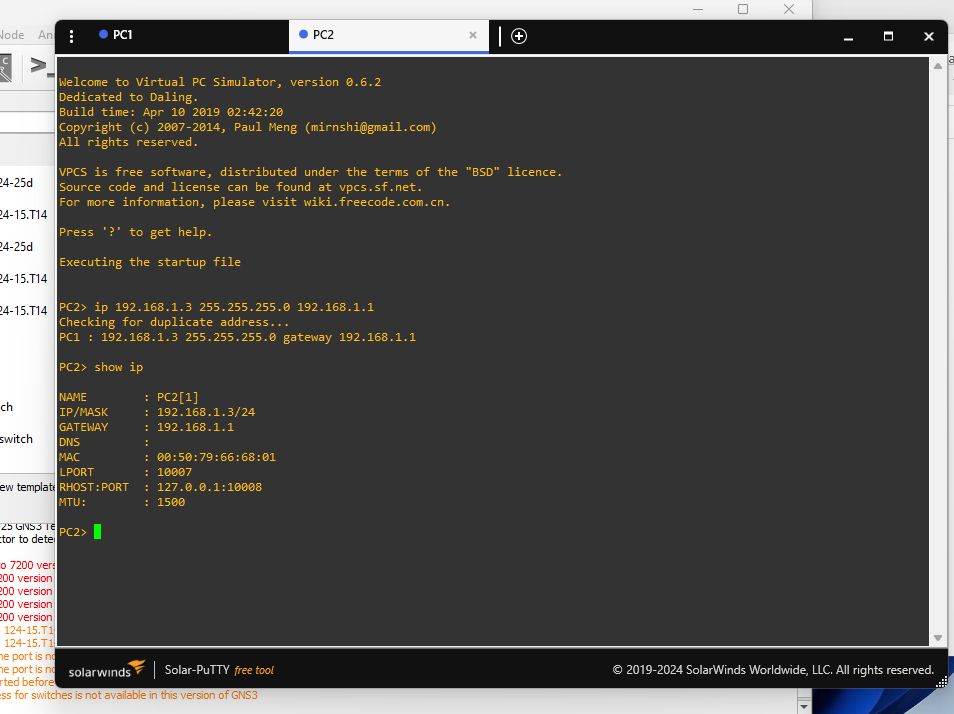 Node
PC1
PC2
Welcome to Virtual PC Simulator, version 0.6.2
Dedicated to Daling.
Build time: Apr 10 2019 02:42:20
Copyright (c) 2007-2014, Paul Meng (mirnshi@gmail.com)
All rights reserved.
VPCS is free software, distributed under the terms of the "BSD" licence.
Source code and license can be found at vpcs.sf.net.
For more information, please visit wiki.freecode.com.cn.
Press '?' to get help.
Executing the startup file
PC2> ip 192.168.1.3 255.255.255.0 192.168.1.1
Checking for duplicate address...
PC1 : 192.168.1.3 255.255.255.0 gateway 192.168.1.1
PC2> show ip
NAME : PC2[1]
IP/MASK : 192.168.1.3/24
GATEWAY : 192.168.1.1
DNS :
MAC : 00:50:79:66:68:01
LPORT : 10007
RHOST:PORT : 127.0.0.1:10008
MTU: : 1500
PC2>
24-25d
24-15.T14
24-25d
24-15.T14
24-15.T14
ch
switch
ew template
25 GNS3 Te
ctor to dete
o 7200 vers
200 version
200 version
200 version
200 version
124-15.T1
124-15.T1
he port is no
he port is no
rted before
ess for switches is not available in this version of GNS3
solarwinds
Solar-PuTTY free tool
© 2019-2024 SolarWinds Worldwide, LLC. All rights reserved.